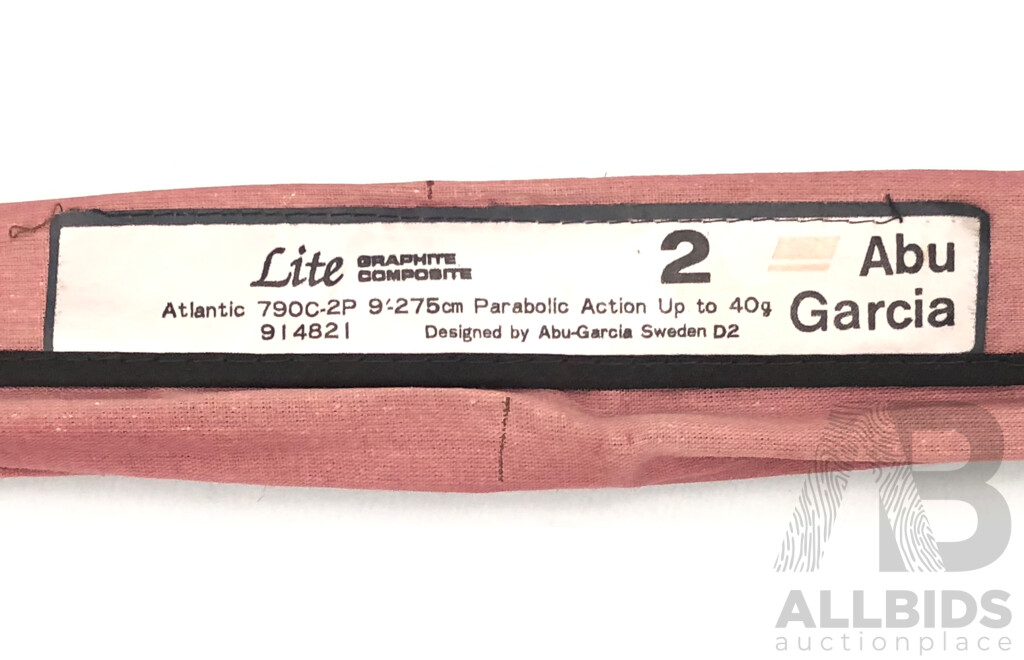 Lite GRAPHITE COMPOSITE 2 Abu Garcia
Atlantic 790C-2P 9'-275cm Parabolic Action Up to 40g
914821 Designed by Abu-Garcia Sweden D2
AB
ALLBIDS
auctionplace